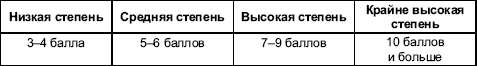 Низкая степень Средняя степень Высокая степень Крайне высокая
степень
3–4 балла 5–6 баллов 7–9 баллов 10 баллов
и больше